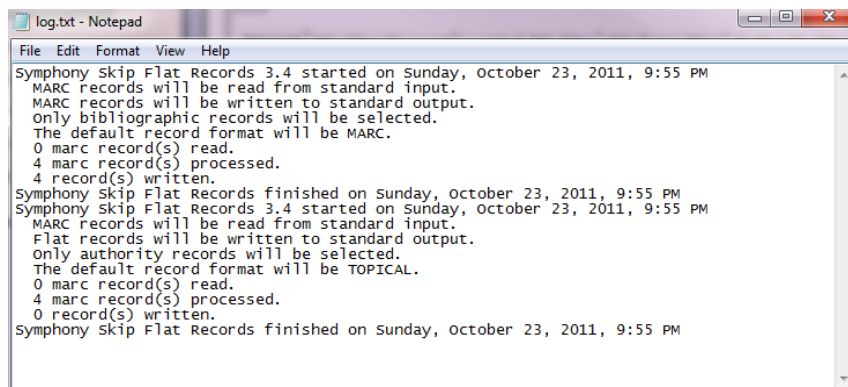 log.txt - Notepad
File Edit Format View Help
Symphony Skip Flat Records 3.4 started on Sunday, October 23, 2011, 9:55 PM
MARC records will be read from standard input.
MARC records will be written to standard output.
Only bibliographic records will be selected.
The default record format will be MARC.
0 marc record(s) read.
4 marc record(s) processed.
4 record(s) written.
Symphony Skip Flat Records finished on Sunday, October 23, 2011, 9:55 PM
Symphony Skip Flat Records 3.4 started on Sunday, October 23, 2011, 9:55 PM
MARC records will be read from standard input.
Flat records will be written to standard output.
Only authority records will be selected.
The default record format will be TOPICAL.
0 marc record(s) read.
4 marc record(s) processed.
0 record(s) written.
Symphony Skip Flat Records finished on Sunday, October 23, 2011, 9:55 PM